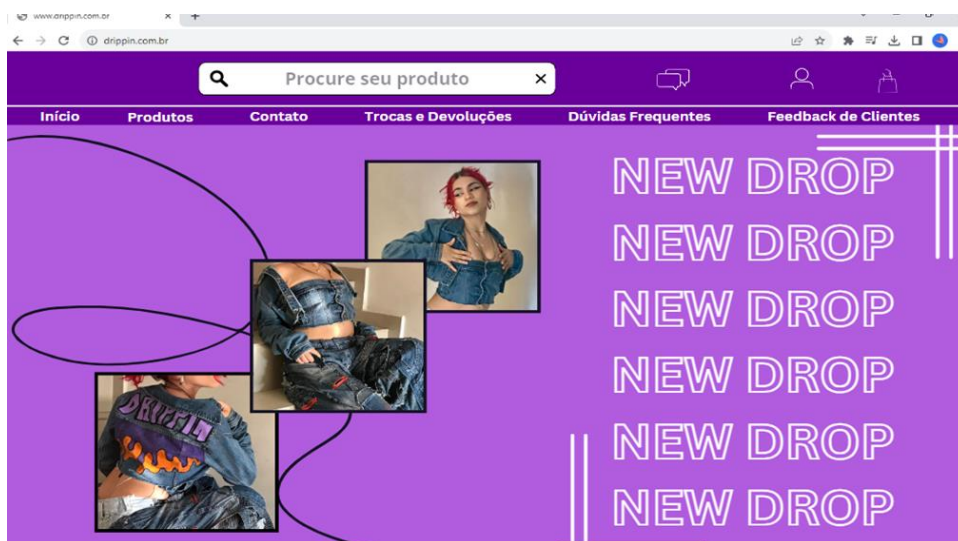 www.drippin.com.br
drippin.com.br
Procure seu produto
Início Produtos Contato Trocas e Devoluções Dúvidas Frequentes Feedback de Clientes
NEW DROP
NEW DROP
NEW DROP
NEW DROP
NEW DROP
NEW DROP
DRIPPIN